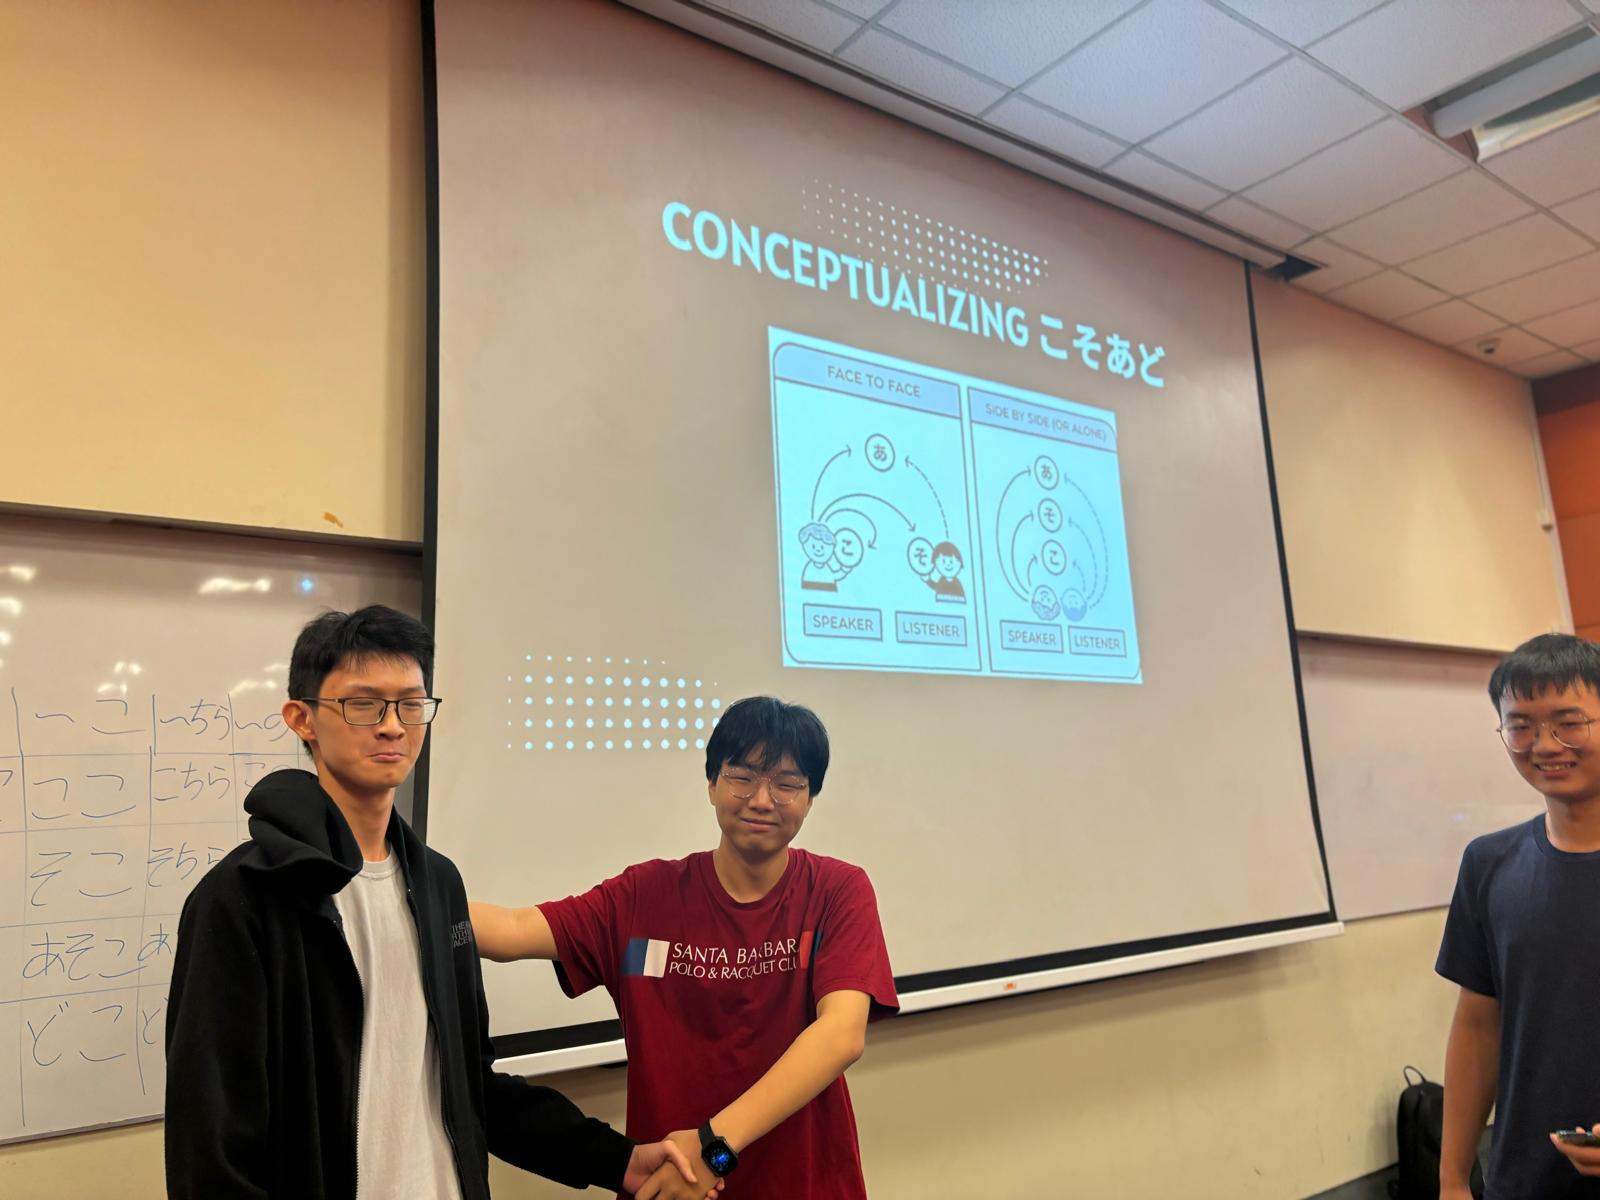 CONCEPTUALIZING こそあど
FACE TO FACE
あ
こ
そ
SPEAKER
LISTENER
SIDE BY SIDE (OR ALONE)
あ
そ
こ
SPEAKER
LISTENER
〜こ
〜ちら
〜の
ここ
こちら
そこ
そちら
あそこ
あ
どこ
ど
SANTA BARBARA
POLO & RACQUET CLU